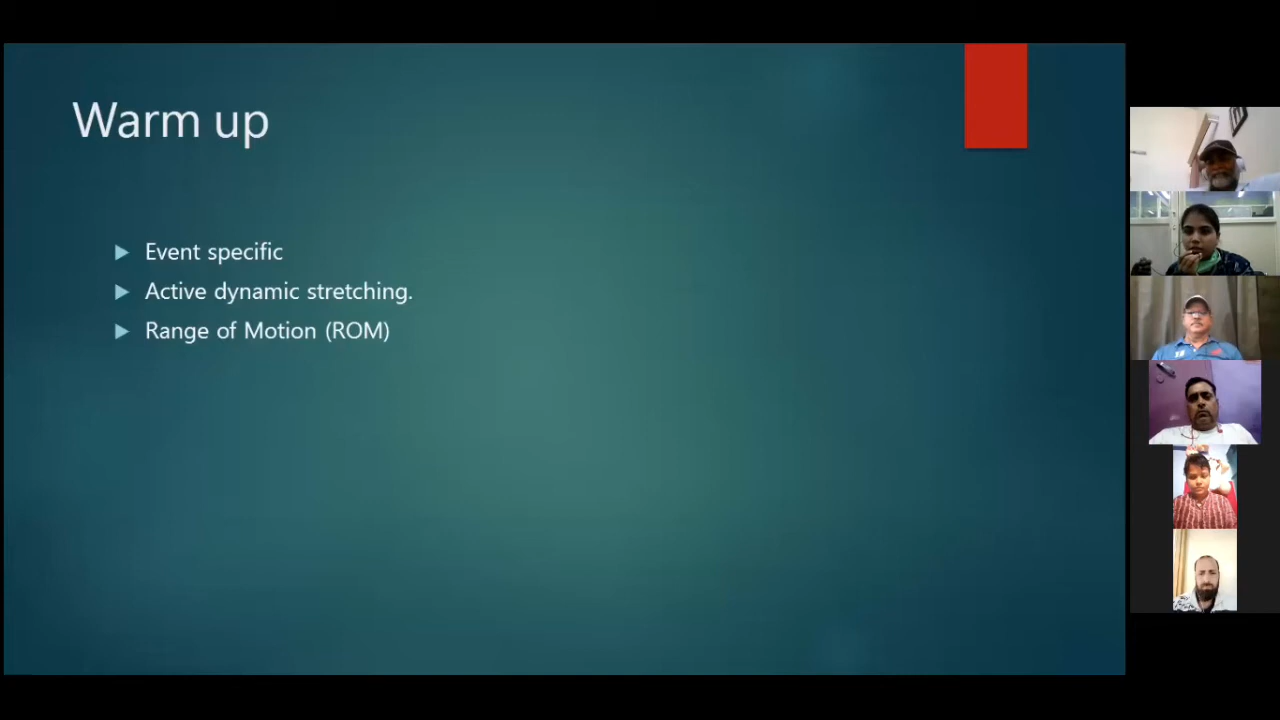 Warm up
Event specific
Active dynamic stretching.
Range of Motion (ROM)